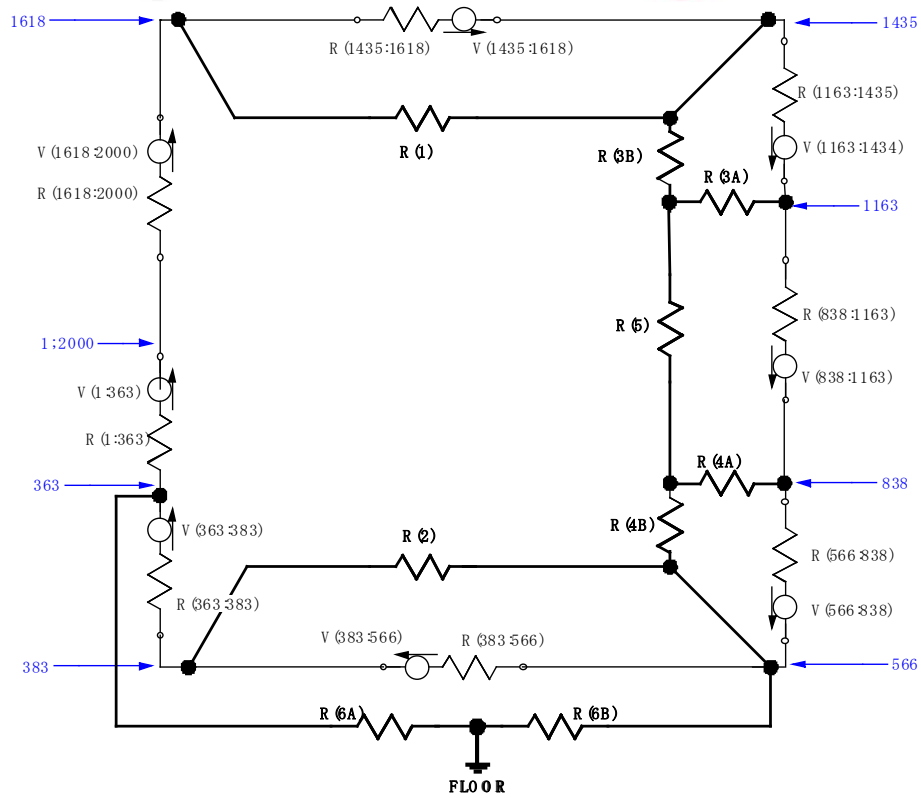 1618
1435
R(1435:1618)
V(1435:1618)
R(1163:1435)
V(1618:2000)
R(1)
R(3B)
V(1163:1434)
R(3A)
R(1618:2000)
1163
R(5)
R(838:1163)
1;2000
V(1:363)
V(838:1163)
R(1:363)
R(4A)
363
838
V(363:383)
R(2)
R(4B)
R(566:838)
R(363:383)
V(566:838)
V(383:566)
R(383:566)
383
566
R(6A)
R(6B)
FLOOR